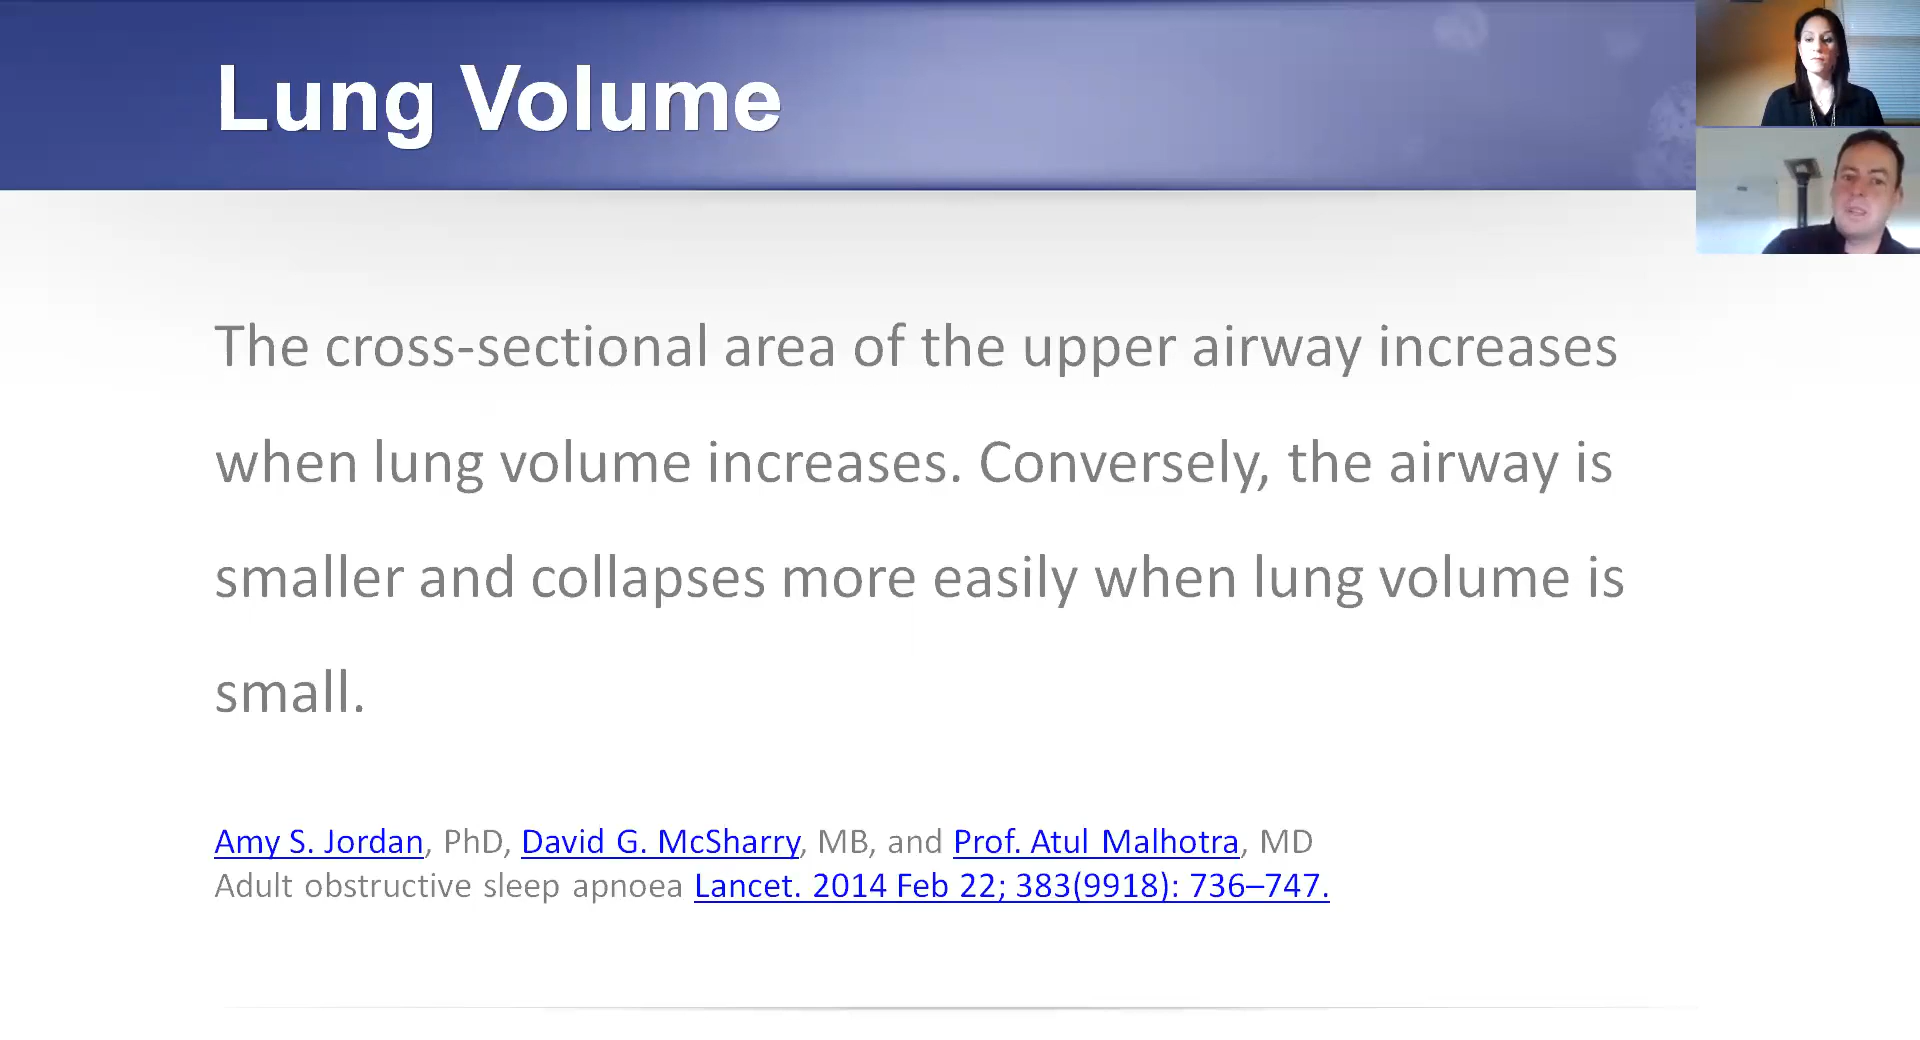 Lung Volume
The cross-sectional area of the upper airway increases
when lung volume increases. Conversely, the airway is
smaller and collapses more easily when lung volume is
small.
Amy S. Jordan, PhD, David G. McSharry, MB, and Prof. Atul Malhotra, MD
Adult obstructive sleep apnoea Lancet. 2014 Feb 22; 383(9918): 736–747.